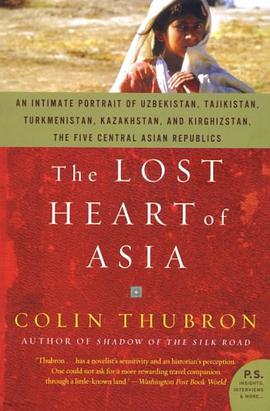 AN INTIMATE PORTRAIT OF UZBEKISTAN, TAJIKISTAN,
TURKMENISTAN, KAZAKHSTAN, AND KIRGHIZSTAN,
THE FIVE CENTRAL ASIAN REPUBLICS
The LOST
HEART of
ASIA
COLIN THUBRON
AUTHOR OF SHADOW OF THE SILK ROAD
"Thubron . . . has a novelist's sensitivity and an historian's perception.
One could not ask for a more rewarding travel companion
through a little-known land." —Washington Post Book World
P.S.
INSIGHTS,
INTERVIEWS
& MORE...